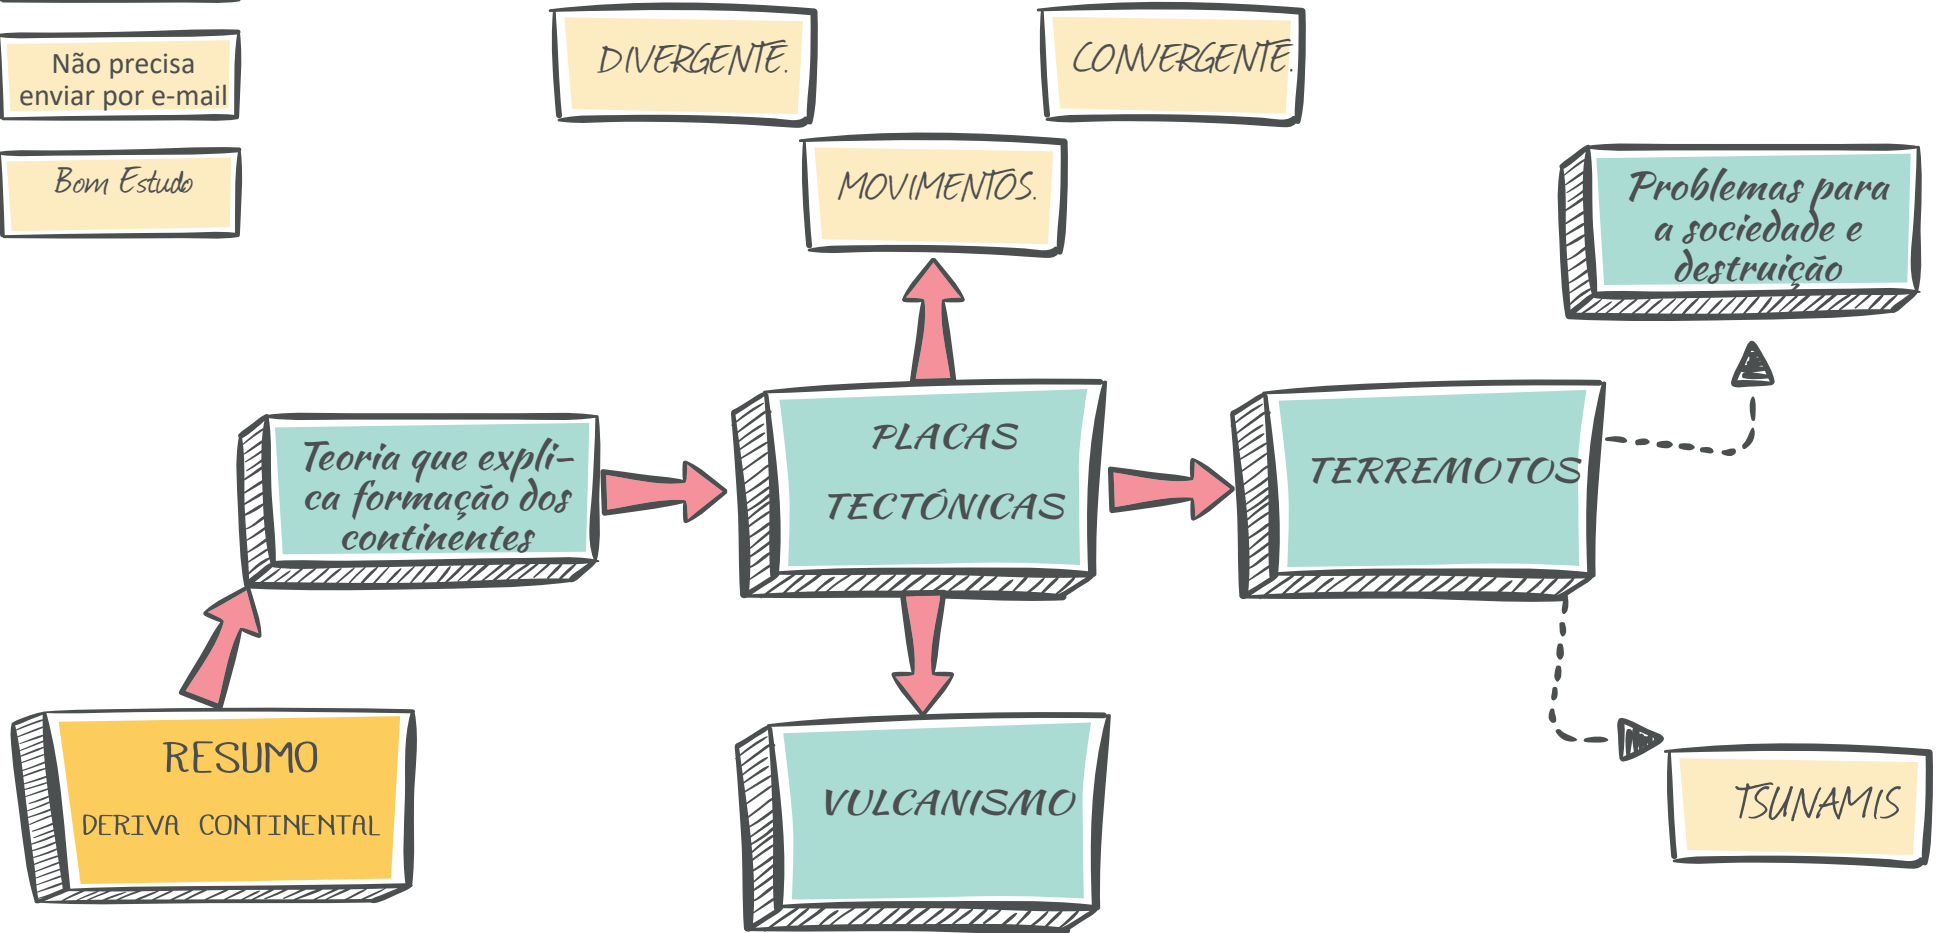 Não precisa
enviar por e-mail
Bom Estudo
DIVERGENTE.
CONVERGENTE.
MOVIMENTOS.
Problemas para
a sociedade e
destruição
Teoria que expli-
ca formação dos
continentes
PLACAS
TECTÔNICAS
TERREMOTOS
RESUMO
DERIVA CONTINENTAL
VULCANISMO
TSUNAMIS